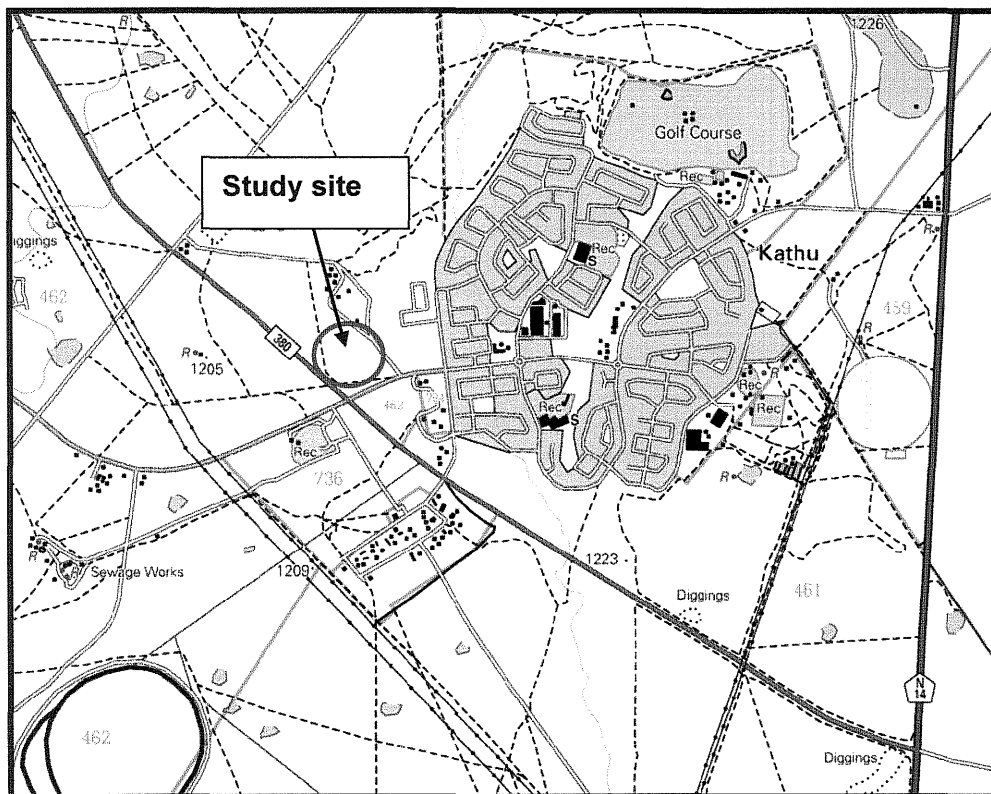 R
1226
Golf Course
Study site
Rec
Rec
S
Kathu
iggings
462
459
R
380
R
1205
R
462
Rec
R
Rec
Rec
S
Rec
736
R
R
Sewage Works
R
1209
1223
Diggings
461
N
14
462
Diggings